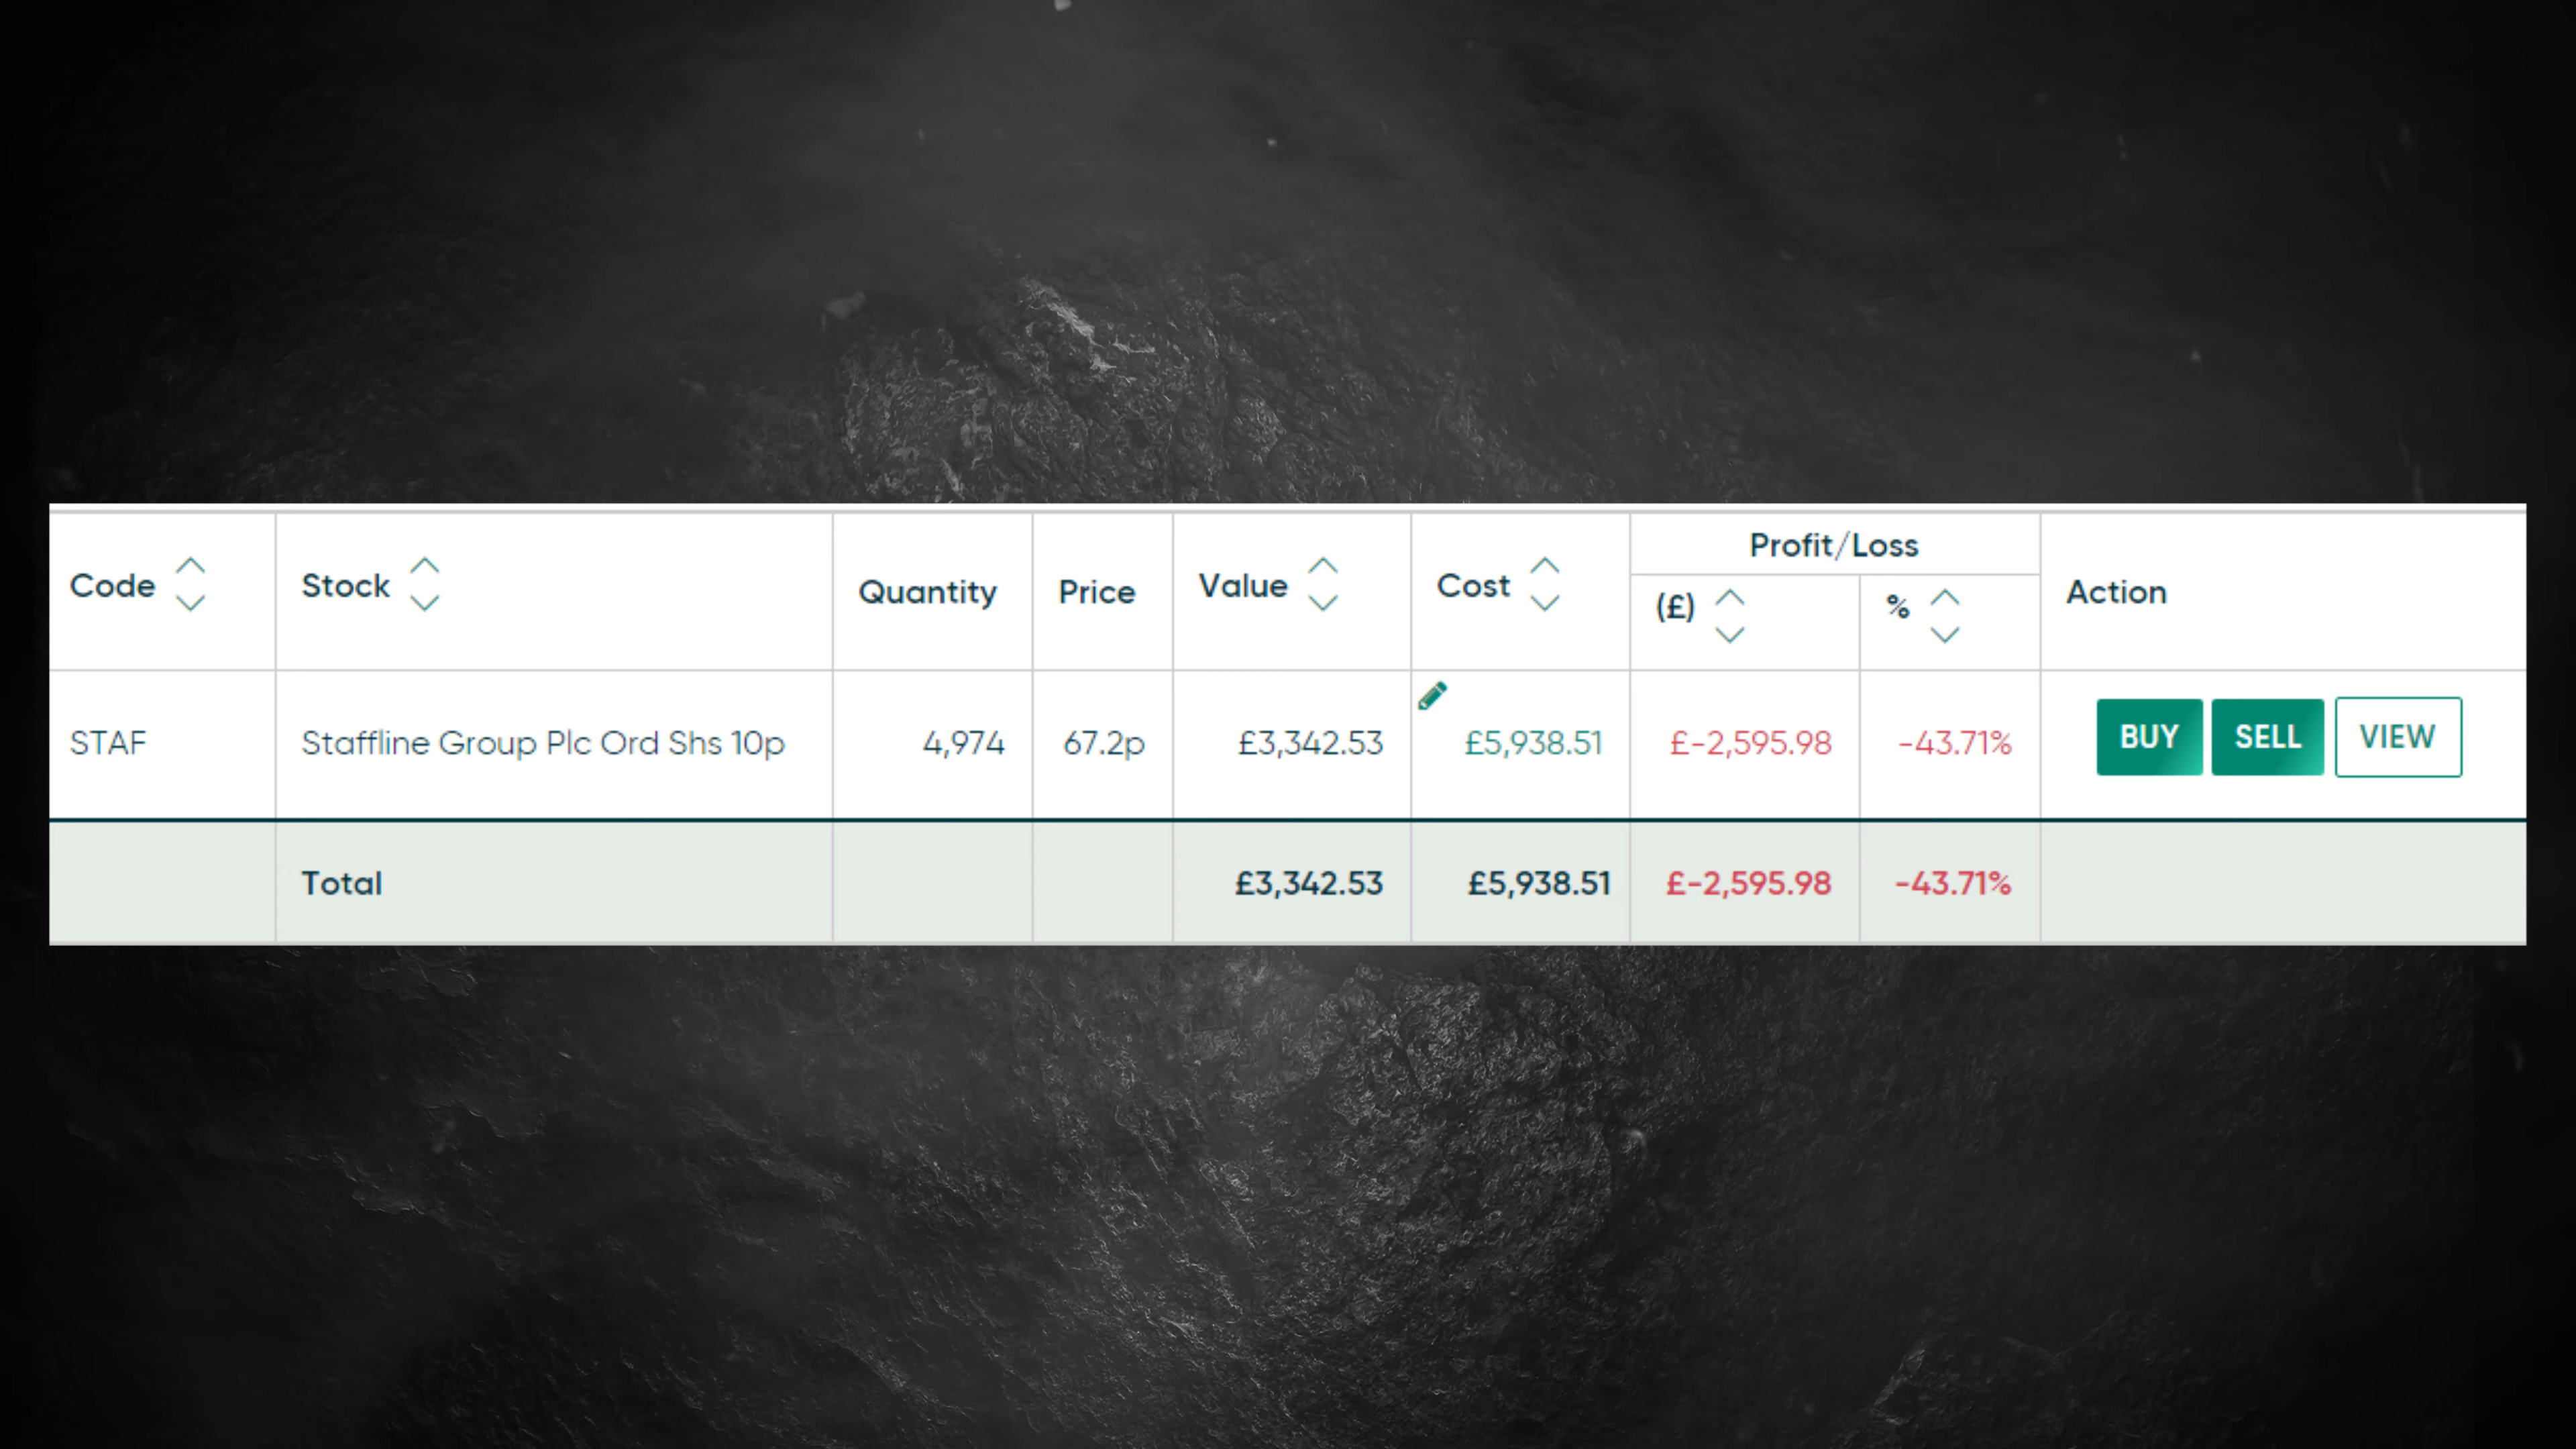 Code Stock Quantity Price Value Cost Profit/Loss Action
(£) %
STAF Staffline Group Plc Ord Shs 10p 4,974 67.2p £3,342.53 £5,938.51 £-2,595.98 -43.71% BUY SELL VIEW
Total £3,342.53 £5,938.51 £-2,595.98 -43.71%